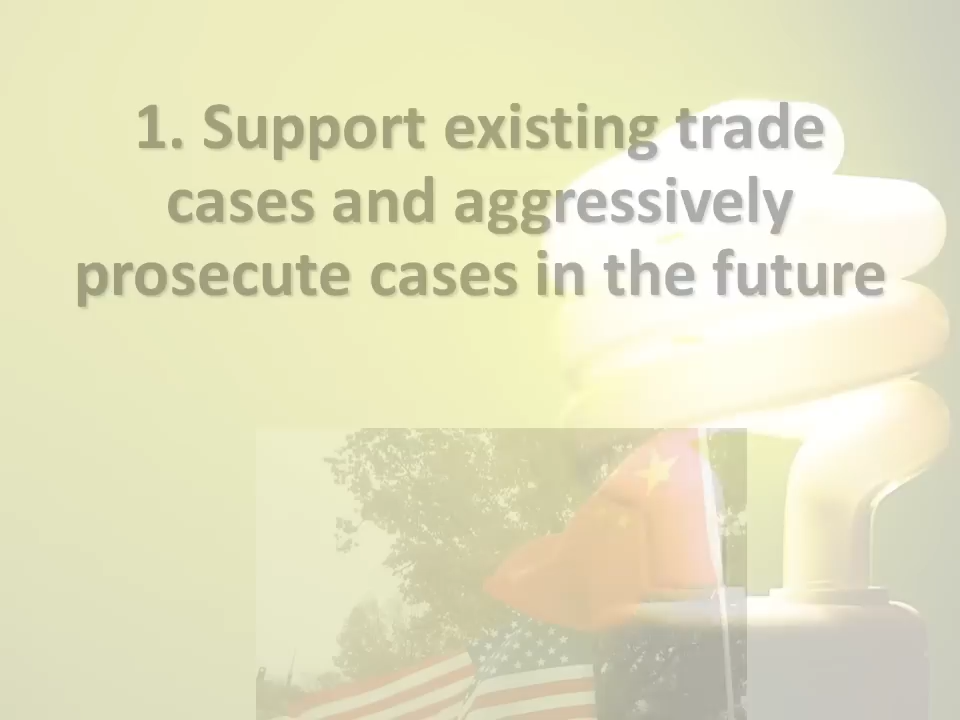 1. Support existing trade
cases and aggressively
prosecute cases in the future